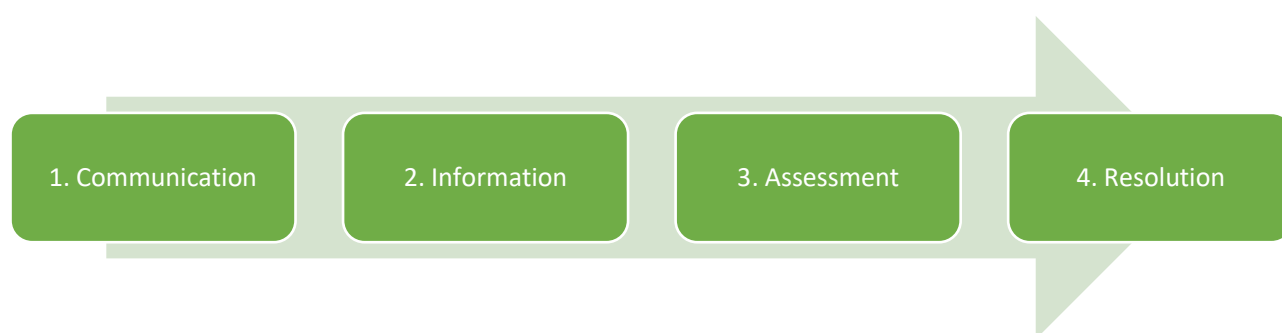 1. Communication
2. Information
3. Assessment
4. Resolution